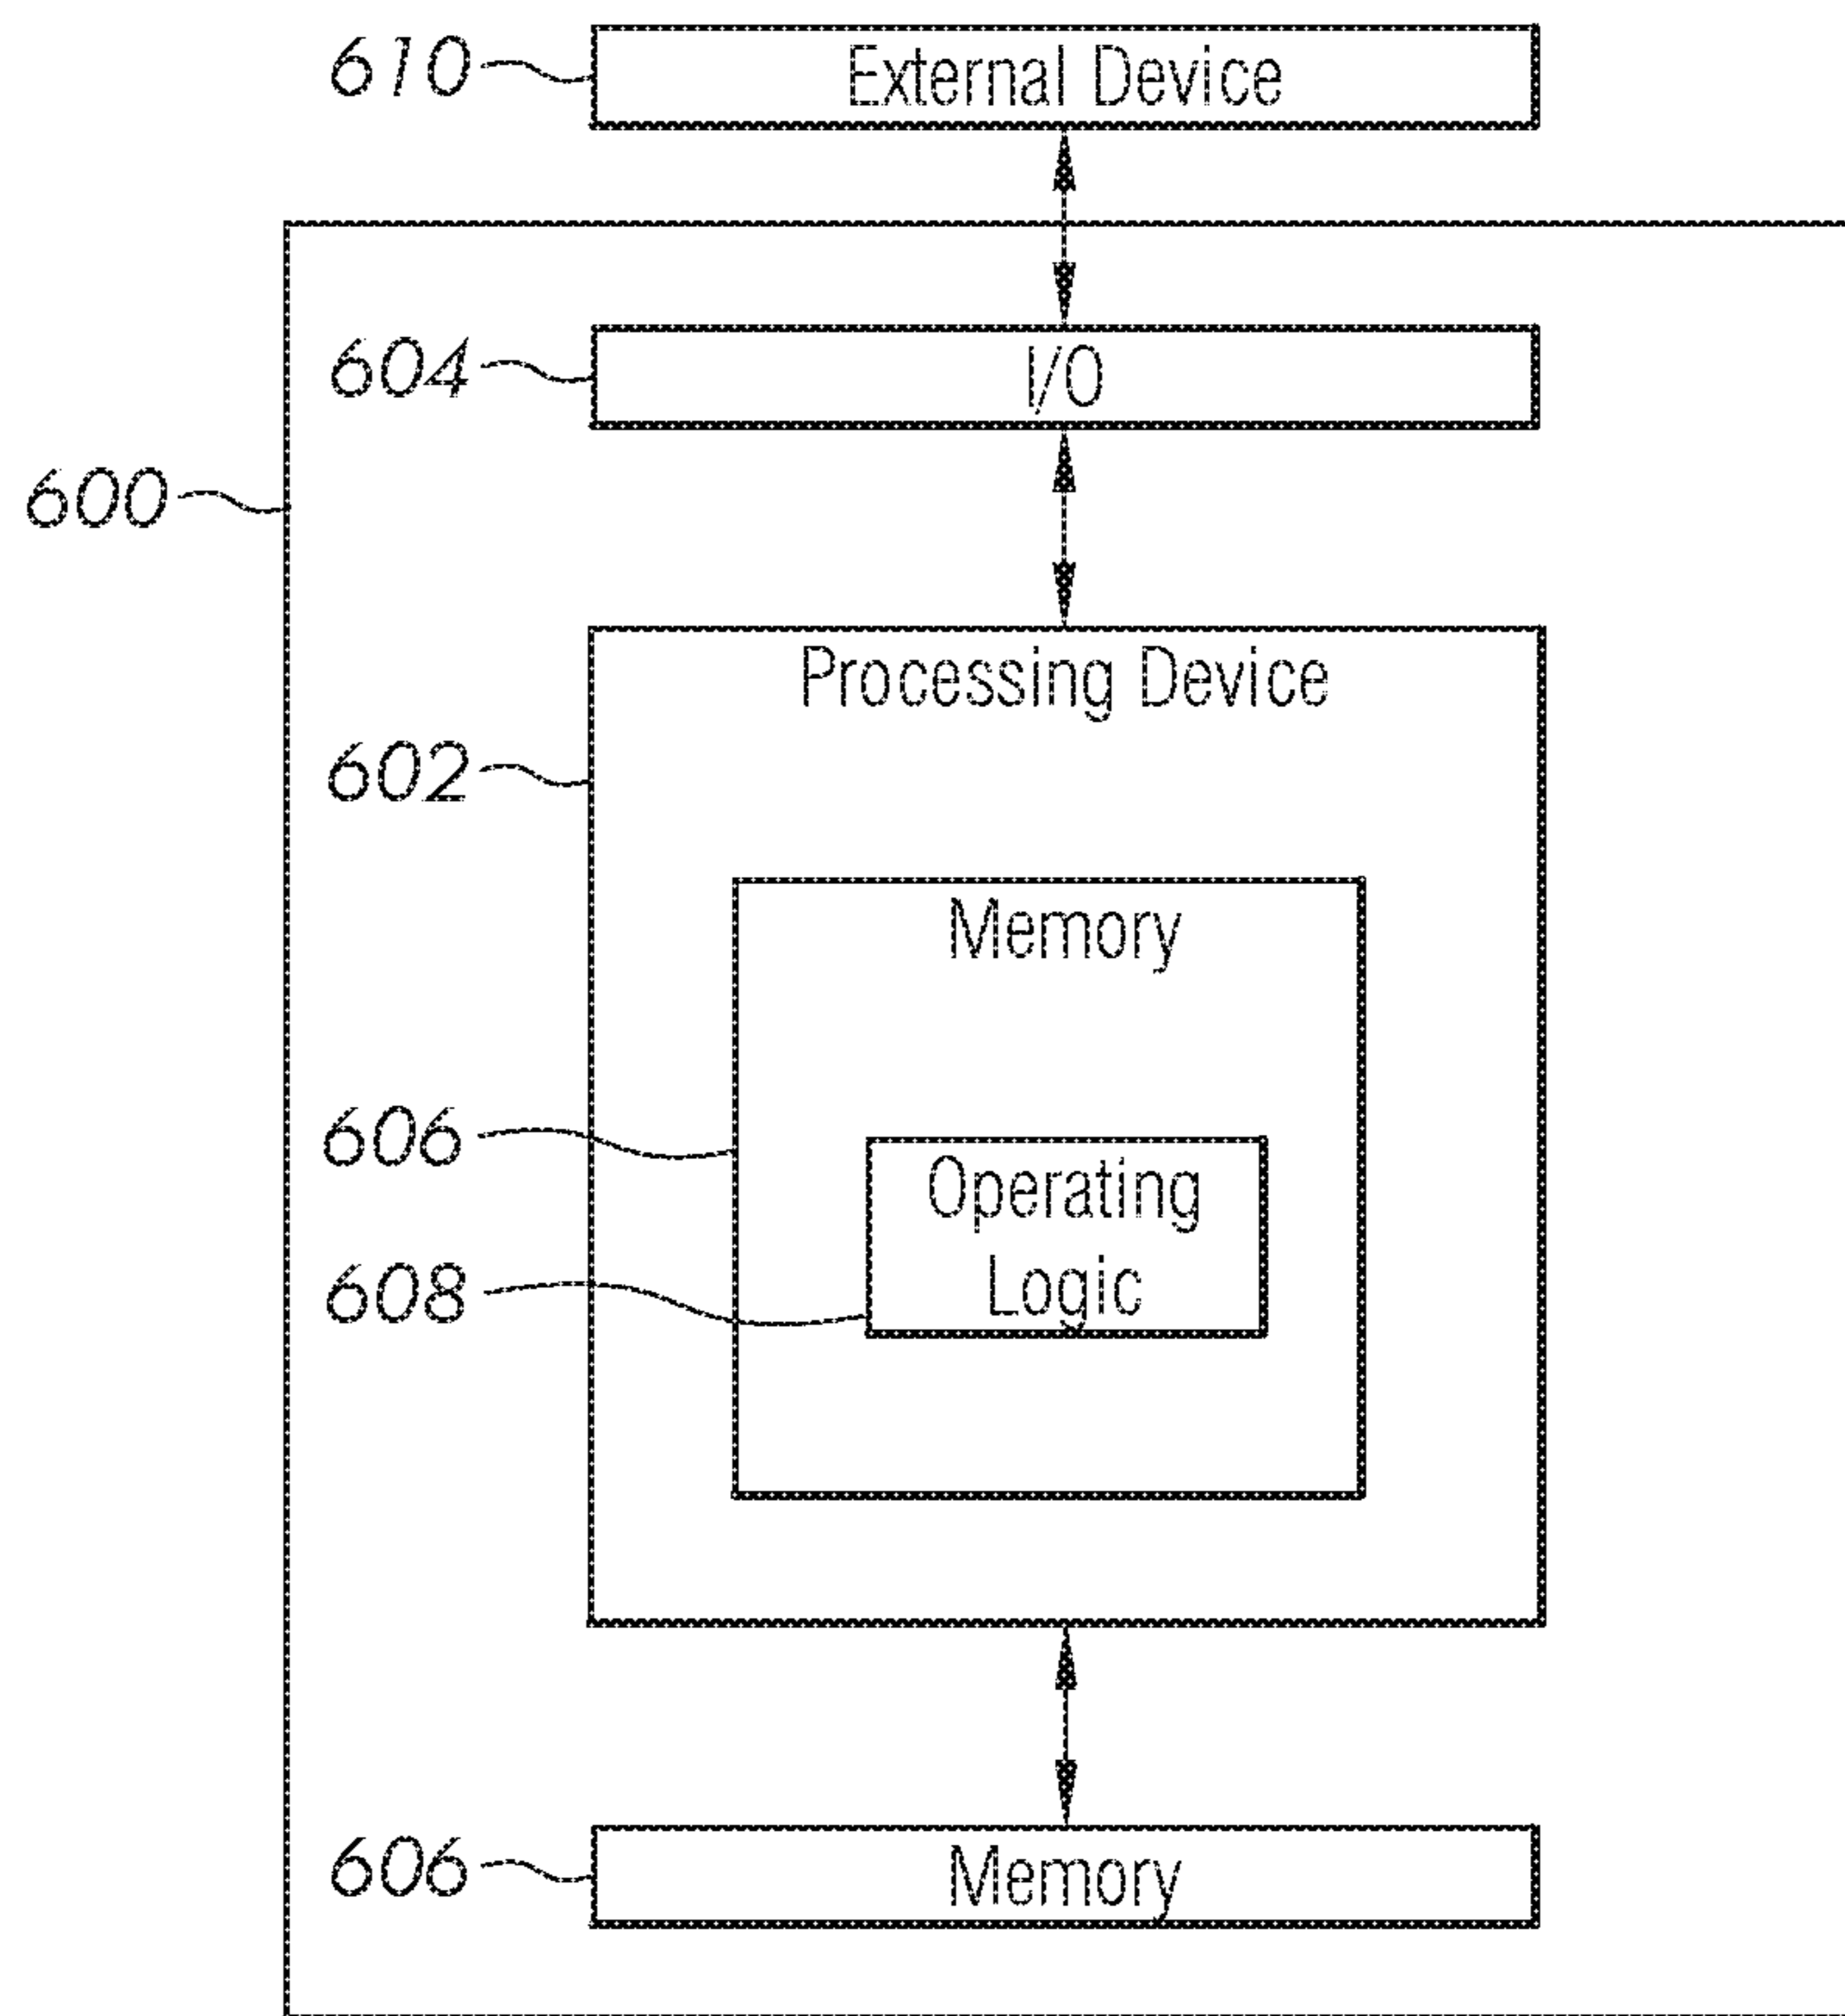 610 External Device
604 I/O
600
Processing Device
602
Memory
606
Operating
Logic
608
606 Memory